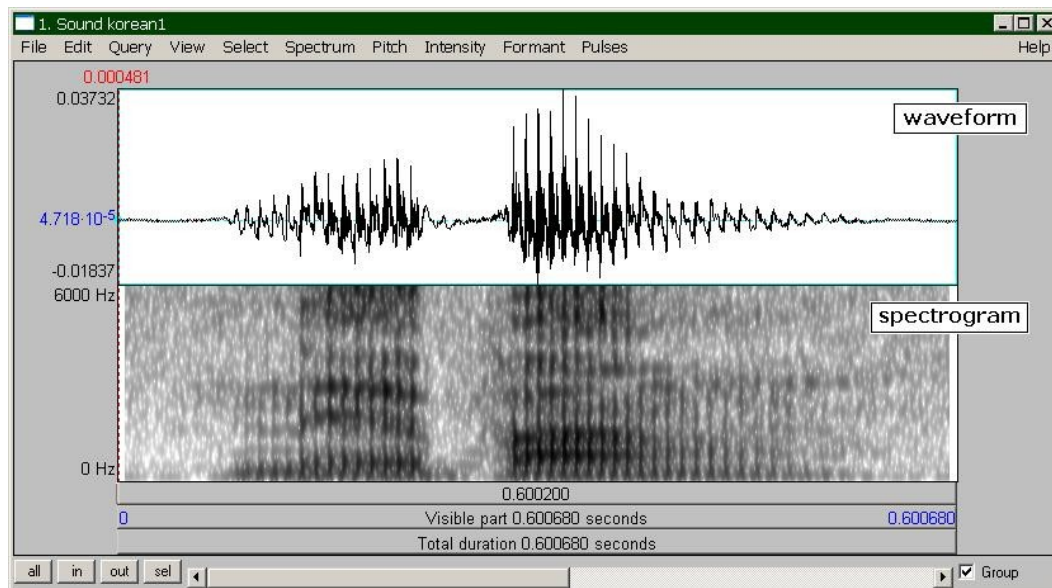 1. Sound korean1
File Edit Query View Select Spectrum Pitch Intensity Formant Pulses Help
0.000481
0.03732
waveform
4.718·10-5
-0.01837
6000 Hz
spectrogram
0 Hz
0.600200
0 Visible part 0.600680 seconds 0.600680
Total duration 0.600680 seconds
all in out sel Group